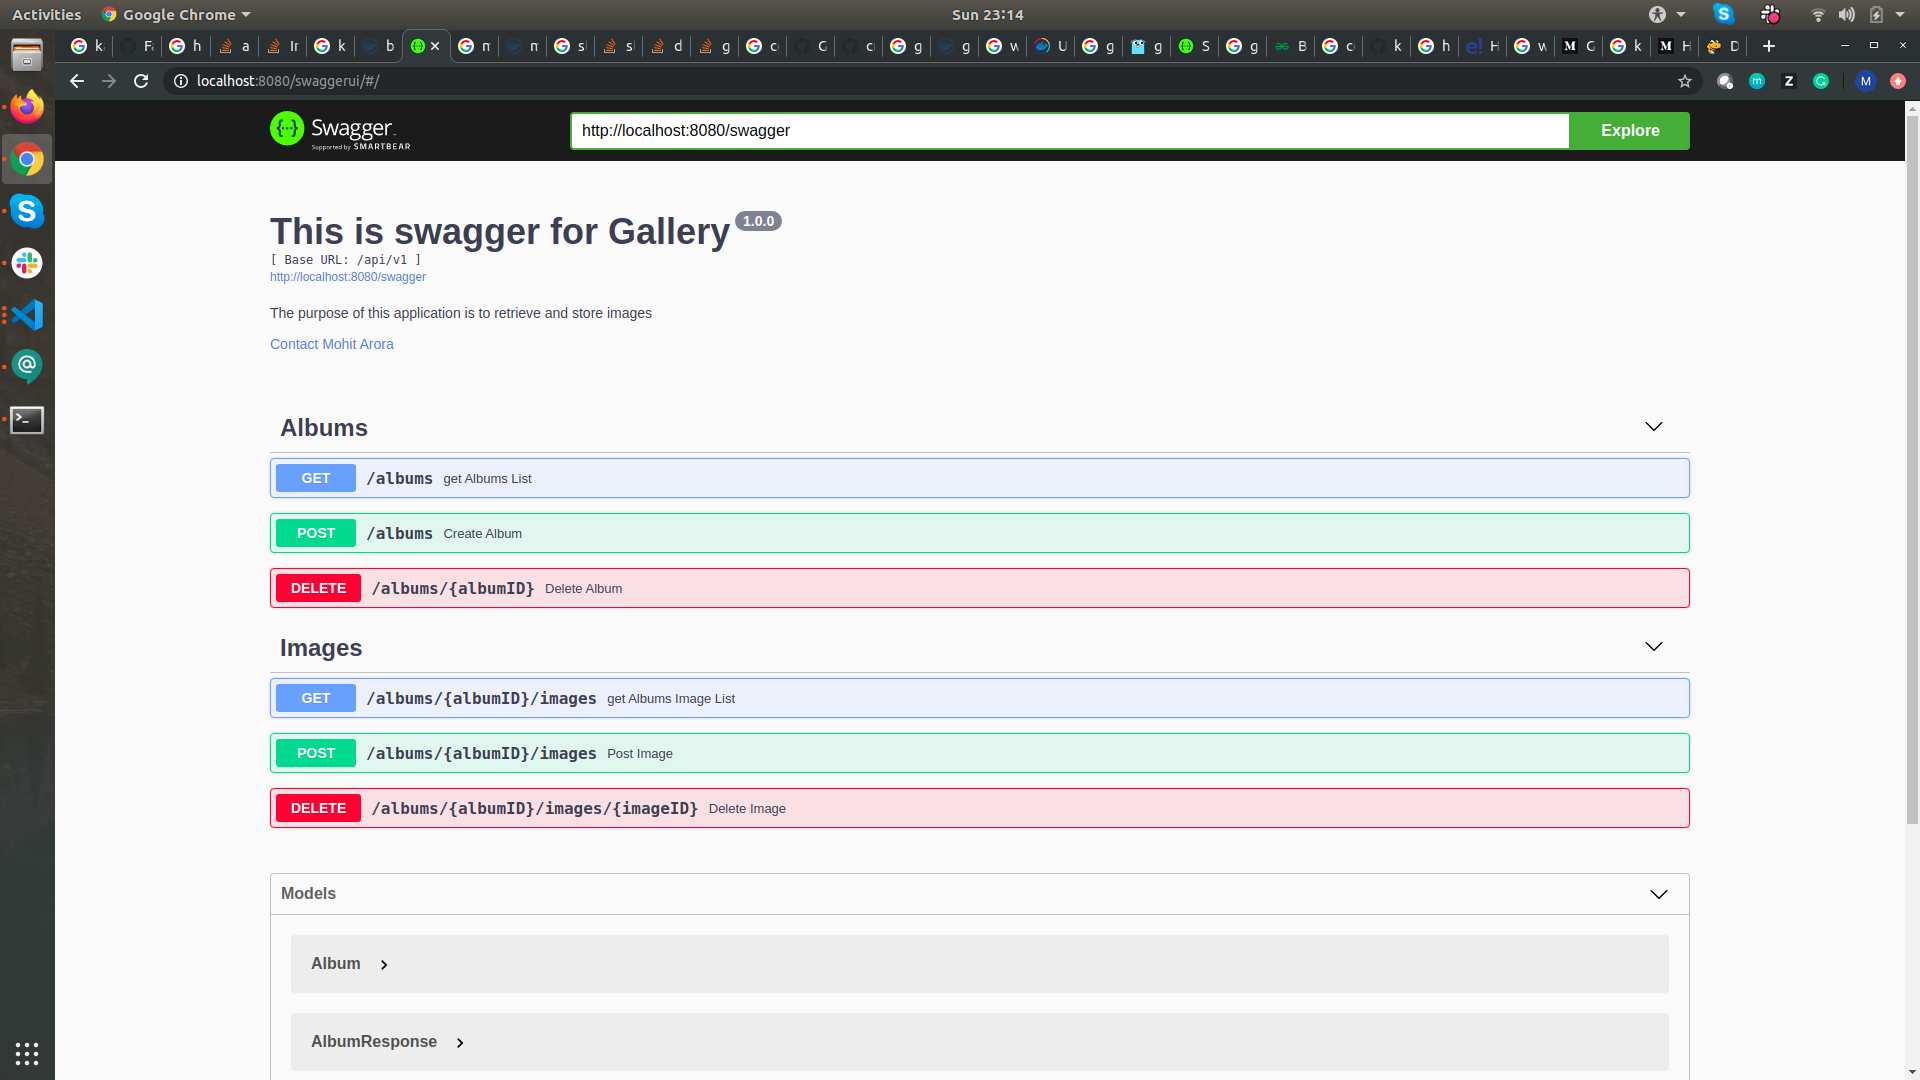 Activities Google Chrome Sun 23:14
localhost:8080/swaggerui/#/
Swagger
Supported by SMARTBEAR
http://localhost:8080/swagger Explore
This is swagger for Gallery 1.0.0
[ Base URL: /api/v1 ]
http://localhost:8080/swagger
The purpose of this application is to retrieve and store images
Contact Mohit Arora
Albums
GET /albums get Albums List
POST /albums Create Album
DELETE /albums/{albumID} Delete Album
Images
GET /albums/{albumID}/images get Albums Image List
POST /albums/{albumID}/images Post Image
DELETE /albums/{albumID}/images/{imageID} Delete Image
Models
Album
AlbumResponse